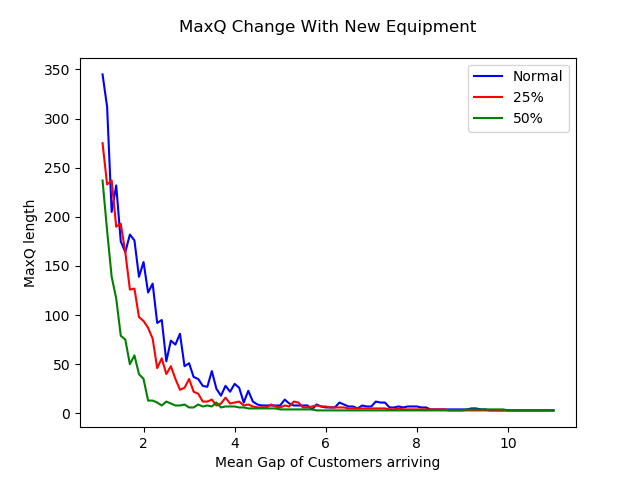 MaxQ Change With New Equipment
Normal
25%
50%
350
300
250
200
150
100
50
0
MaxQ length
2 4 6 8 10
Mean Gap of Customers arriving